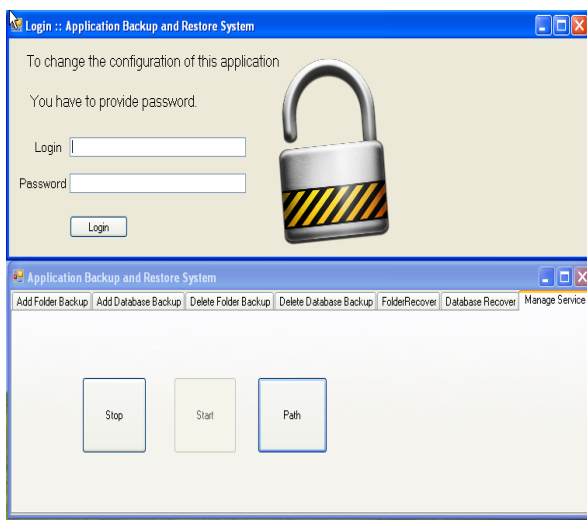 Login :: Application Backup and Restore System
To change the configuration of this application
You have to provide password.
Login
Password
Login
Application Backup and Restore System
Add Folder Backup Add Database Backup Delete Folder Backup Delete Database Backup FolderRecover Database Recover Manage Service
Stop Start Path